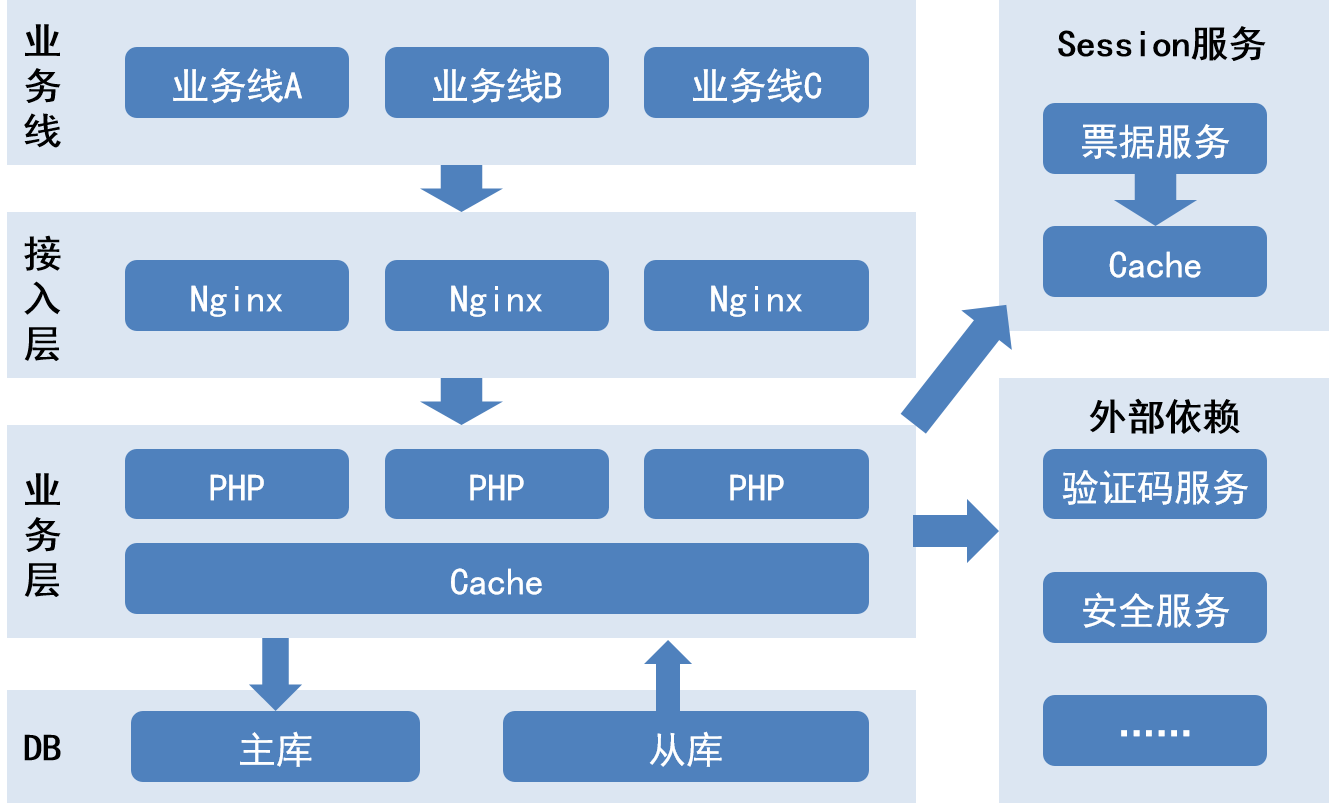 业务线
业务线A
业务线B
业务线C
接入层
Nginx
Nginx
Nginx
业务层
PHP
PHP
PHP
Cache
DB
主库
从库
Session服务
票据服务
Cache
外部依赖
验证码服务
安全服务
……